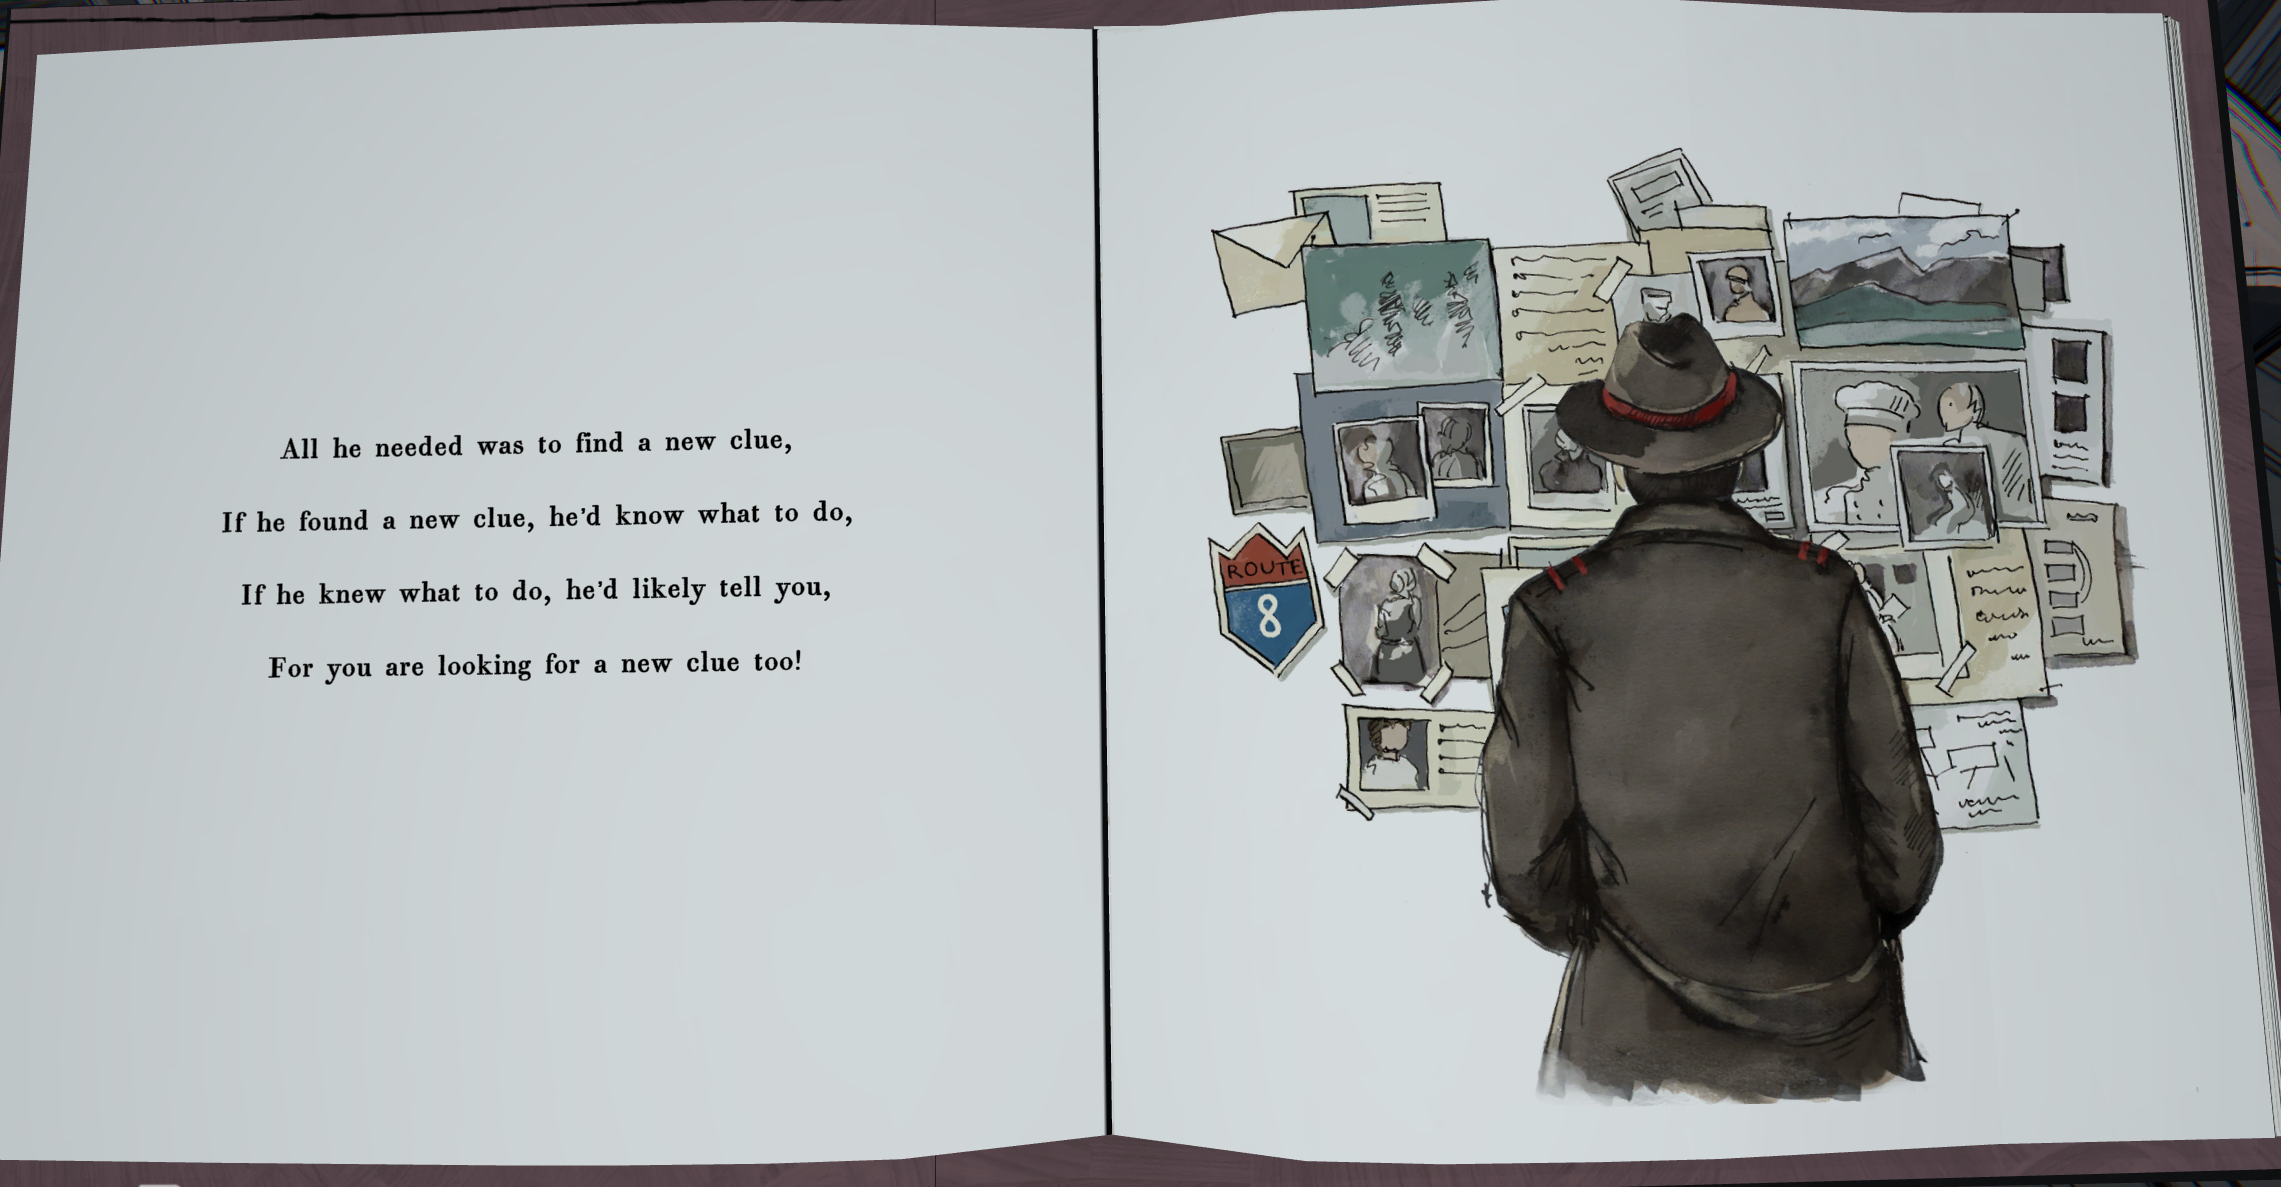 All he needed was to find a new clue,
If he found a new clue, he'd know what to do,
If he knew what to do, he'd likely tell you,
For you are looking for a new clue too!
ROUTE
8